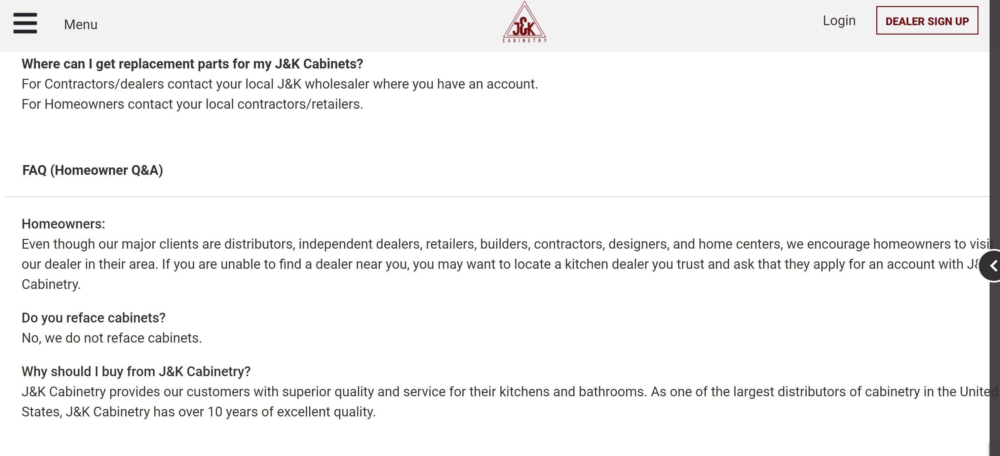 Menu
J&K
CABINETRY
Login
DEALER SIGN UP
Where can I get replacement parts for my J&K Cabinets?
For Contractors/dealers contact your local J&K wholesaler where you have an account.
For Homeowners contact your local contractors/retailers.
FAQ (Homeowner Q&A)
Homeowners:
Even though our major clients are distributors, independent dealers, retailers, builders, contractors, designers, and home centers, we encourage homeowners to visit
our dealer in their area. If you are unable to find a dealer near you, you may want to locate a kitchen dealer you trust and ask that they apply for an account with
Cabinetry.
Do you reface cabinets?
No, we do not reface cabinets.
Why should I buy from J&K Cabinetry?
J&K Cabinetry provides our customers with superior quality and service for their kitchens and bathrooms. As one of the largest distributors of cabinetry in the United
States, J&K Cabinetry has over 10 years of excellent quality.